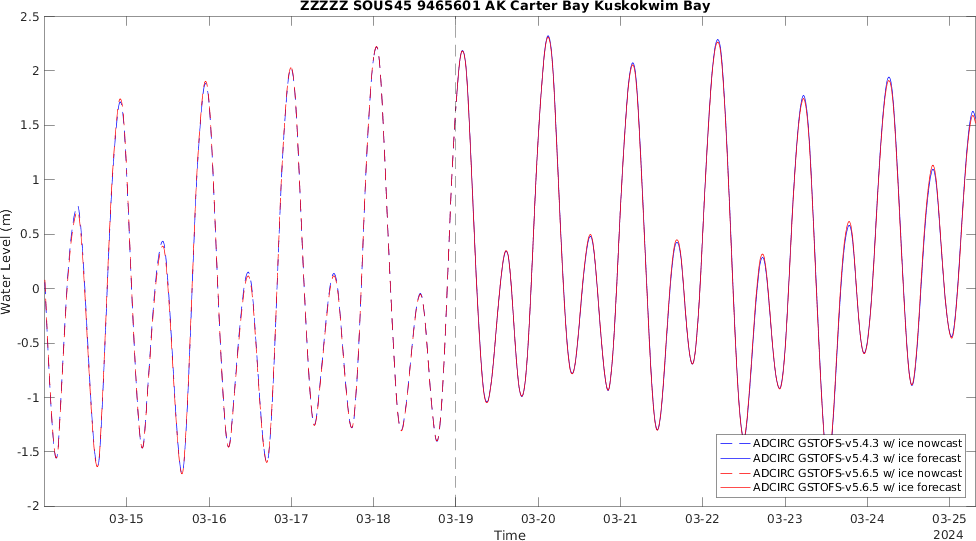 ZZZZZ SOUS45 9465601 AK Carter Bay Kuskokwim Bay
2.5
2
1.5
1
0.5
0
-0.5
-1
-1.5
-2
Water Level (m)
ADCIRC GSTOFS-v5.4.3 w/ ice nowcast
ADCIRC GSTOFS-v5.4.3 w/ ice forecast
ADCIRC GSTOFS-v5.6.5 w/ ice nowcast
ADCIRC GSTOFS-v5.6.5 w/ ice forecast
03-15 03-16 03-17 03-18 03-19 03-20 03-21 03-22 03-23 03-24 03-25
2024
Time